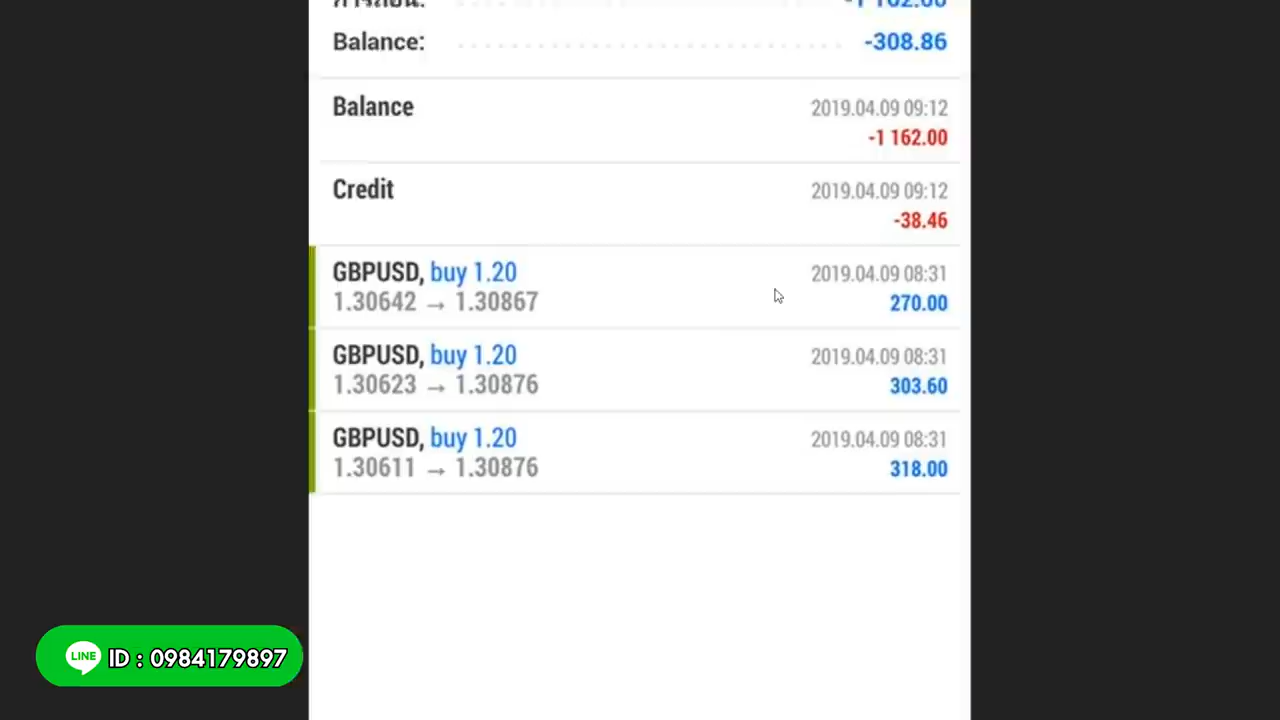 -1 162.00
Balance: -308.86
Balance 2019.04.09 09:12
-1 162.00
Credit 2019.04.09 09:12
-38.46
GBPUSD, buy 1.20 2019.04.09 08:31
1.30642 → 1.30867 270.00
GBPUSD, buy 1.20 2019.04.09 08:31
1.30623 → 1.30876 303.60
GBPUSD, buy 1.20 2019.04.09 08:31
1.30611 → 1.30876 318.00
LINE ID : 0984179897